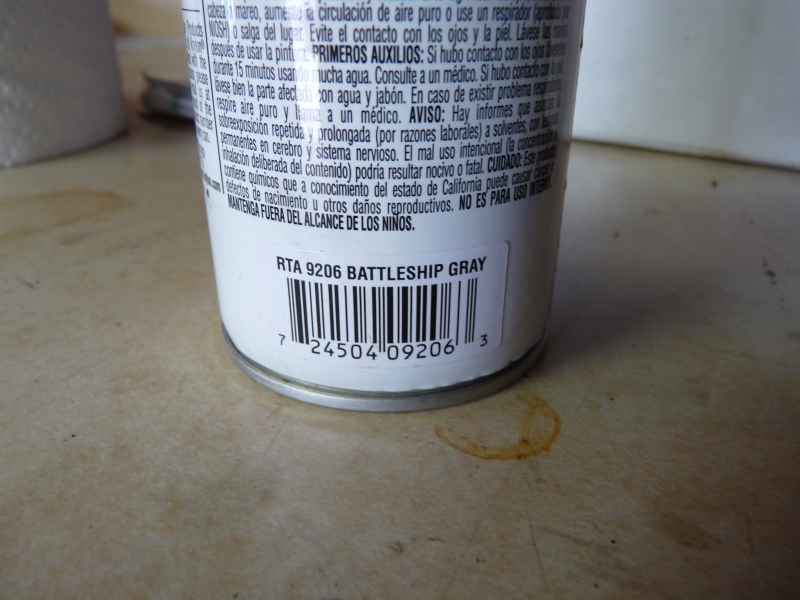 cabeza o mareo, aumente la circulación de aire puro o use un respirador (aprobado por
NIOSH) o salga del lugar. Evite el contacto con los ojos y la piel. Lávese las manos
después de usar la pintura. PRIMEROS AUXILIOS: Si hubo contacto con los ojos
durante 15 minutos usando mucha agua. Consulte a un médico. Si hubo contacto con
lávese bien la parte afectada con agua y jabón. En caso de existir problema
respire aire puro y llame a un médico. AVISO: Hay informes que
sobreexposición repetida y prolongada (por razones laborales) a solventes, con
permanentes en cerebro y sistema nervioso. El mal uso intencional (la concentración e
inhalación deliberada del contenido) podría resultar nocivo o fatal. CUIDADO: Este producto
contiene químicos que a conocimiento del estado de California puede causar cáncer
defectos de nacimiento u otros daños reproductivos. NO ES PARA USO INTERNO.
MANTENGA FUERA DEL ALCANCE DE LOS NIÑOS.
RTA 9206 BATTLESHIP GRAY
7 24504 09206 3